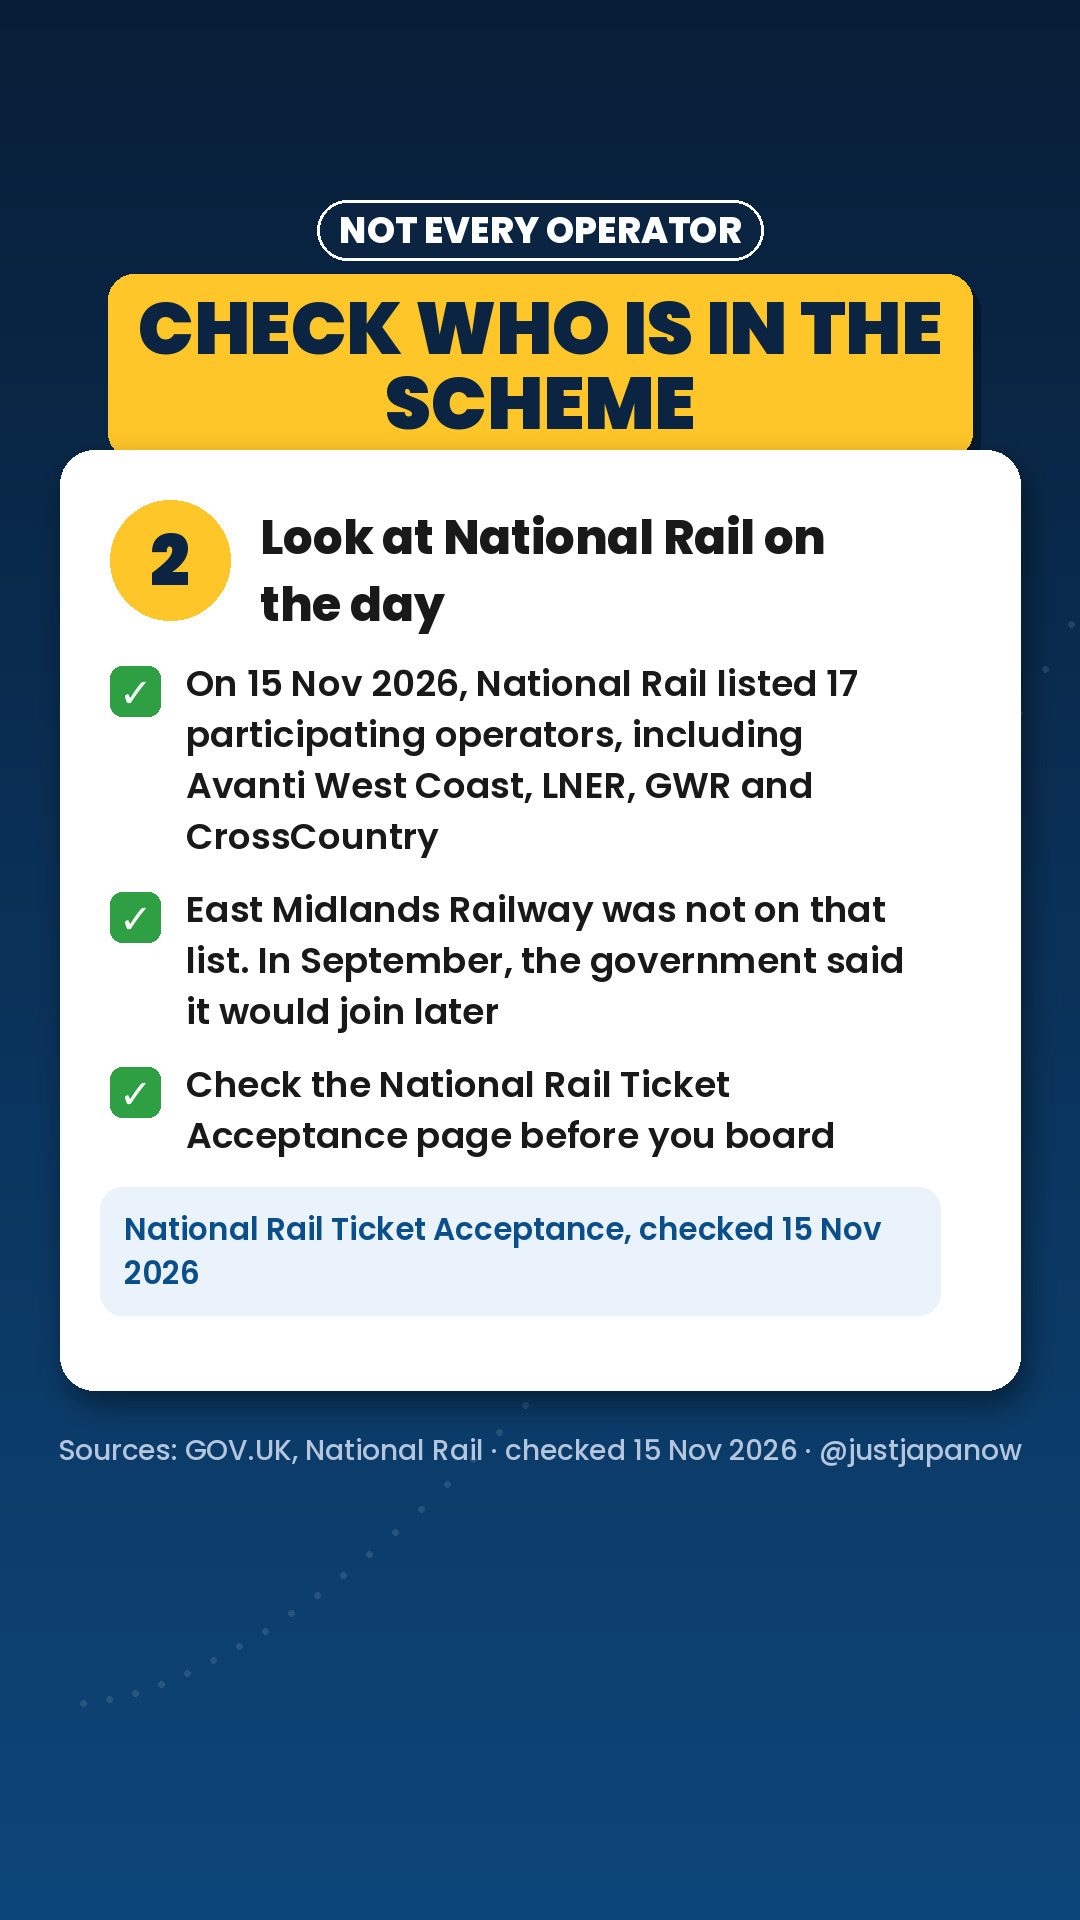 NOT EVERY OPERATOR
CHECK WHO IS IN THE
SCHEME
2
Look at National Rail on
the day
✓ On 15 Nov 2026, National Rail listed 17
participating operators, including
Avanti West Coast, LNER, GWR and
CrossCountry
✓ East Midlands Railway was not on that
list. In September, the government said
it would join later
✓ Check the National Rail Ticket
Acceptance page before you board
National Rail Ticket Acceptance, checked 15 Nov
2026
Sources: GOV.UK, National Rail · checked 15 Nov 2026 · @justjapanow